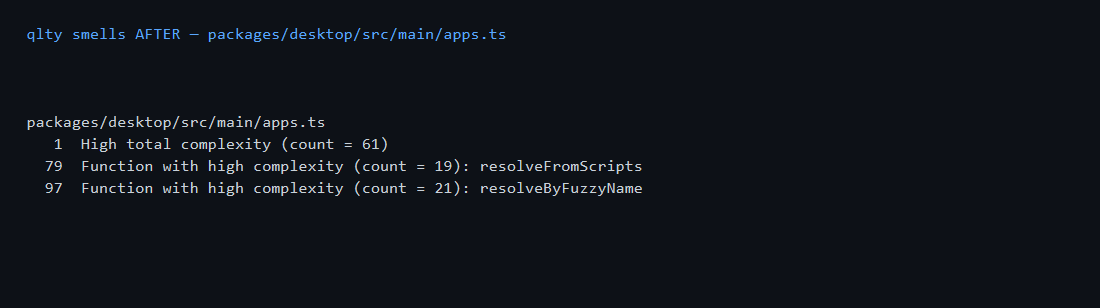 qlty smells AFTER — packages/desktop/src/main/apps.ts
packages/desktop/src/main/apps.ts
1 High total complexity (count = 61)
79 Function with high complexity (count = 19): resolveFromScripts
97 Function with high complexity (count = 21): resolveByFuzzyName